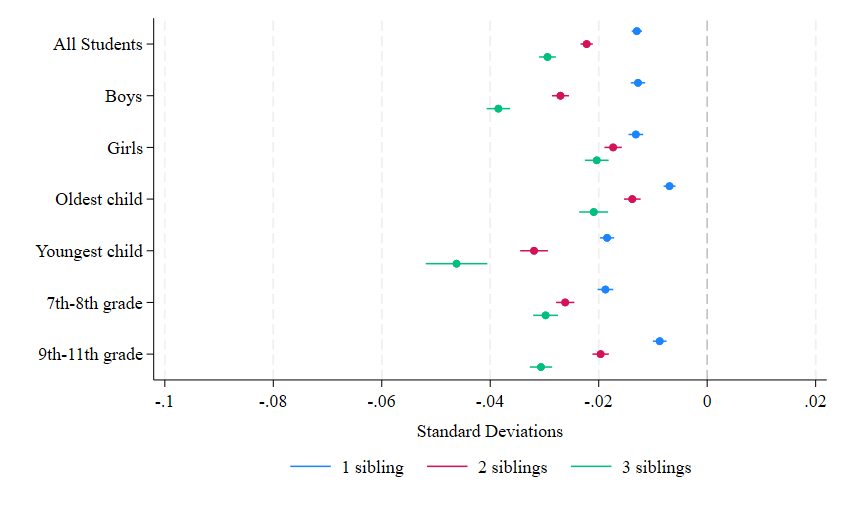 All Students
Boys
Girls
Oldest child
Youngest child
7th-8th grade
9th-11th grade
-.1 -.08 -.06 -.04 -.02 0 .02
Standard Deviations
1 sibling 2 siblings 3 siblings